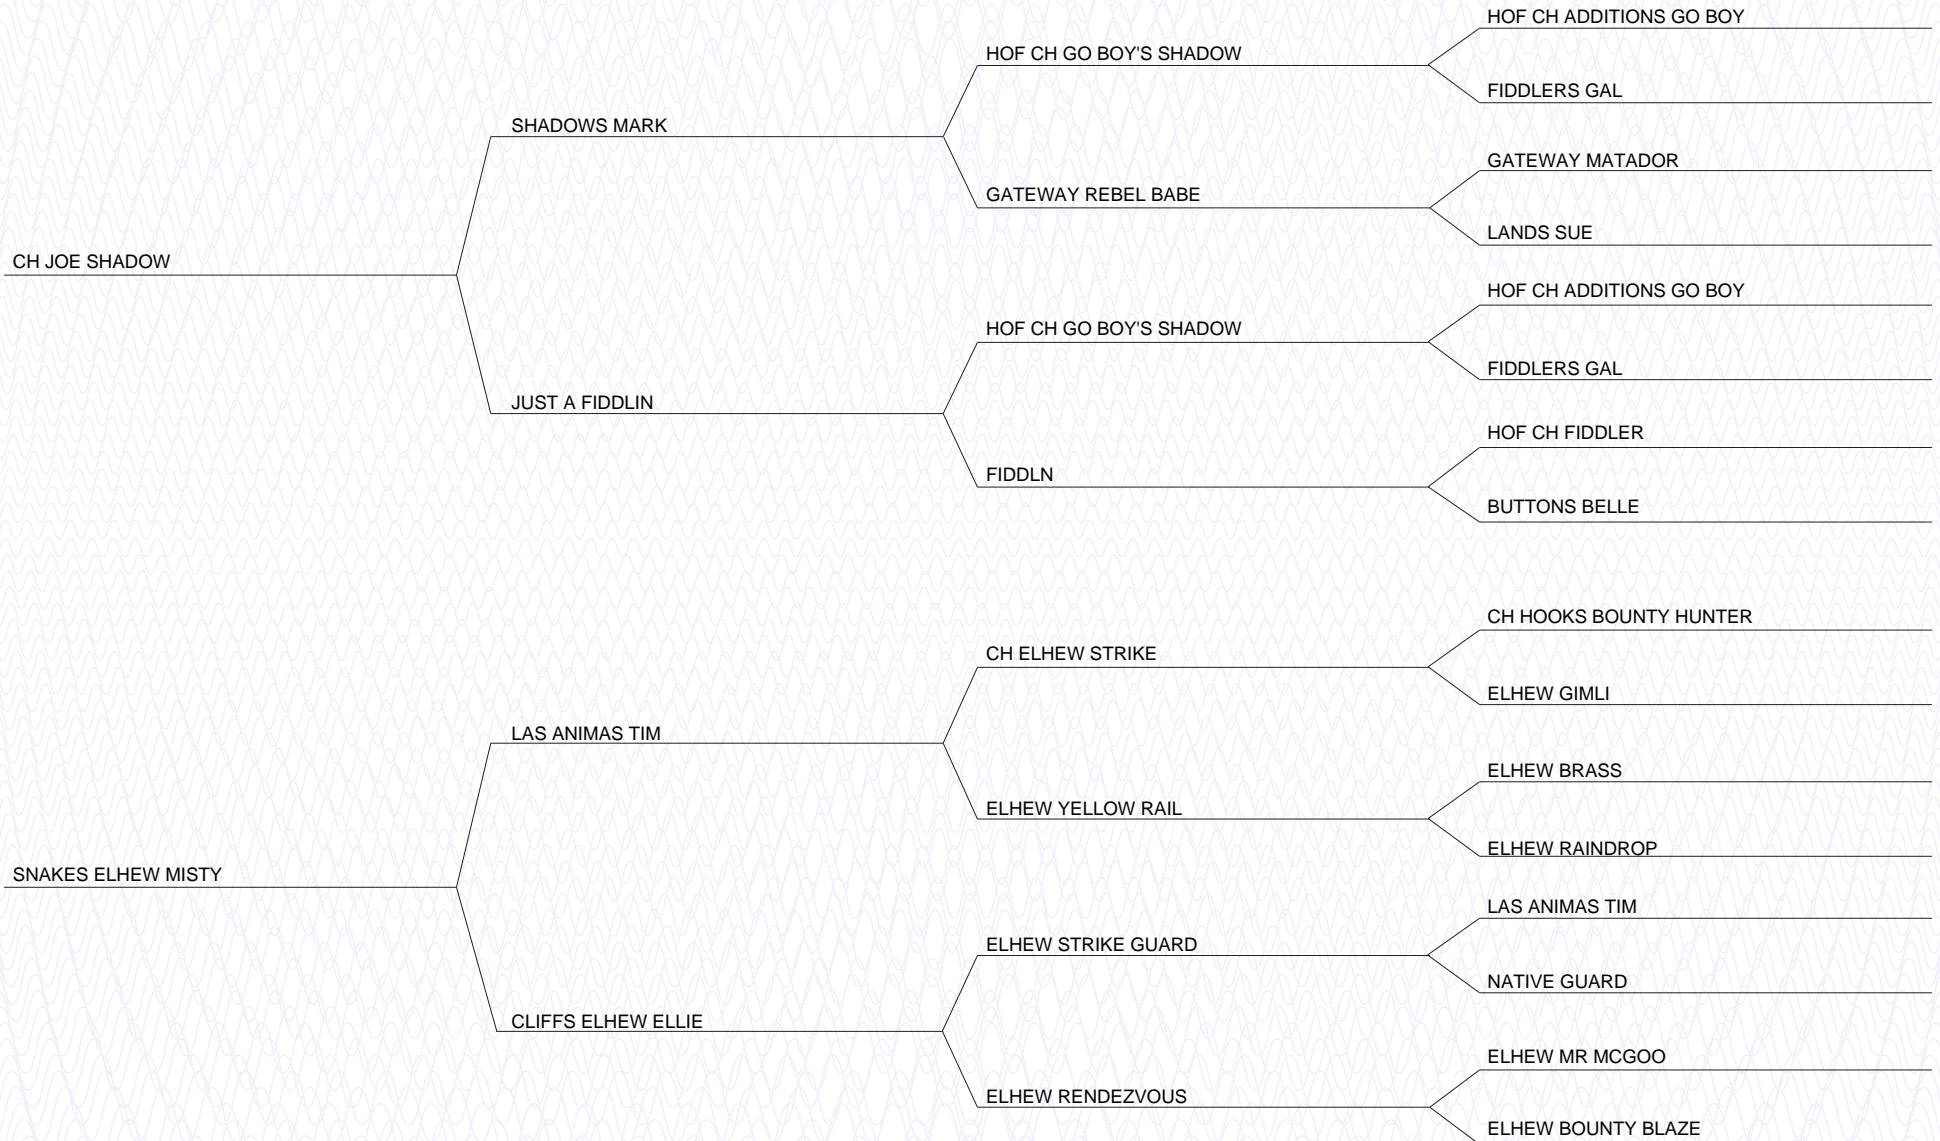 HOF CH ADDITIONS GO BOY
HOF CH GO BOY'S SHADOW
FIDDLERS GAL
SHADOWS MARK
GATEWAY MATADOR
GATEWAY REBEL BABE
LANDS SUE
CH JOE SHADOW
HOF CH ADDITIONS GO BOY
HOF CH GO BOY'S SHADOW
FIDDLERS GAL
JUST A FIDDLIN
HOF CH FIDDLER
FIDDLN
BUTTONS BELLE
CH HOOKS BOUNTY HUNTER
CH ELHEW STRIKE
ELHEW GIMLI
LAS ANIMAS TIM
ELHEW BRASS
ELHEW YELLOW RAIL
ELHEW RAINDROP
SNAKES ELHEW MISTY
LAS ANIMAS TIM
ELHEW STRIKE GUARD
NATIVE GUARD
CLIFFS ELHEW ELLIE
ELHEW MR MCGOO
ELHEW RENDEZVOUS
ELHEW BOUNTY BLAZE